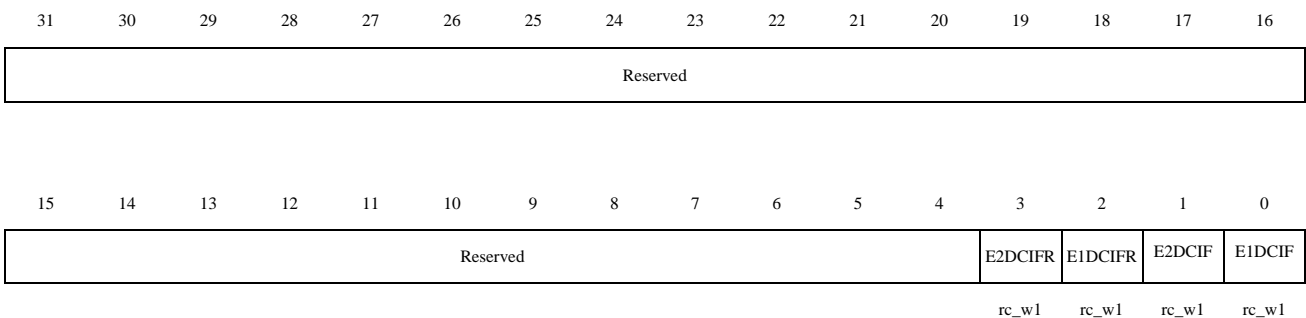 31 30 29 28 27 26 25 24 23 22 21 20 19 18 17 16
Reserved
15 14 13 12 11 10 9 8 7 6 5 4 3 2 1 0
Reserved E2DCIFR E1DCIFR E2DCIF E1DCIF
rc_w1 rc_w1 rc_w1 rc_w1